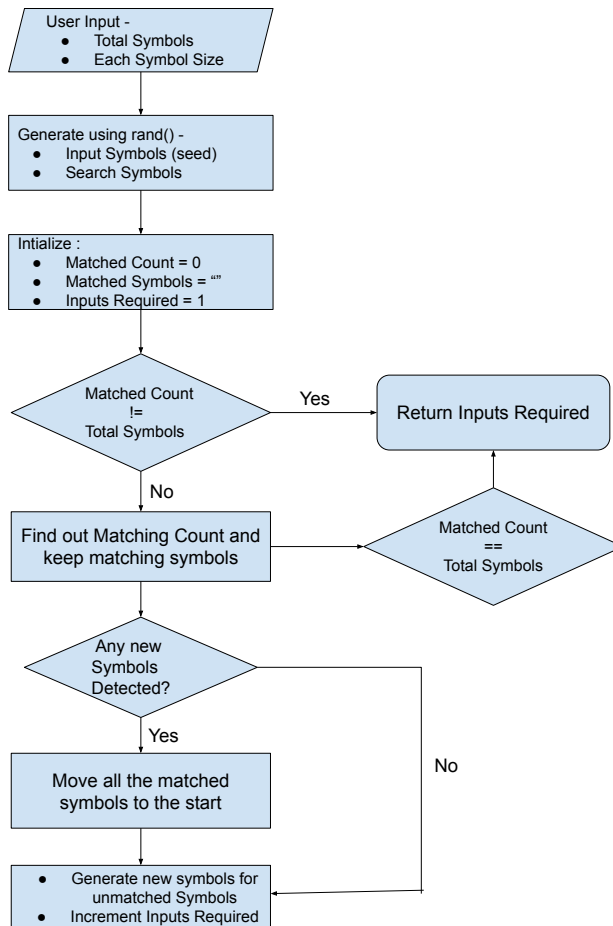 User Input -
● Total Symbols
● Each Symbol Size
Generate using rand() -
● Input Symbols (seed)
● Search Symbols
Intialize :
● Matched Count = 0
● Matched Symbols = “”
● Inputs Required = 1
Matched Count
!=
Total Symbols
Yes
Return Inputs Required
No
Find out Matching Count and
keep matching symbols
Matched Count
==
Total Symbols
Any new
Symbols
Detected?
Yes
No
Move all the matched
symbols to the start
● Generate new symbols for
unmatched Symbols
● Increment Inputs Required